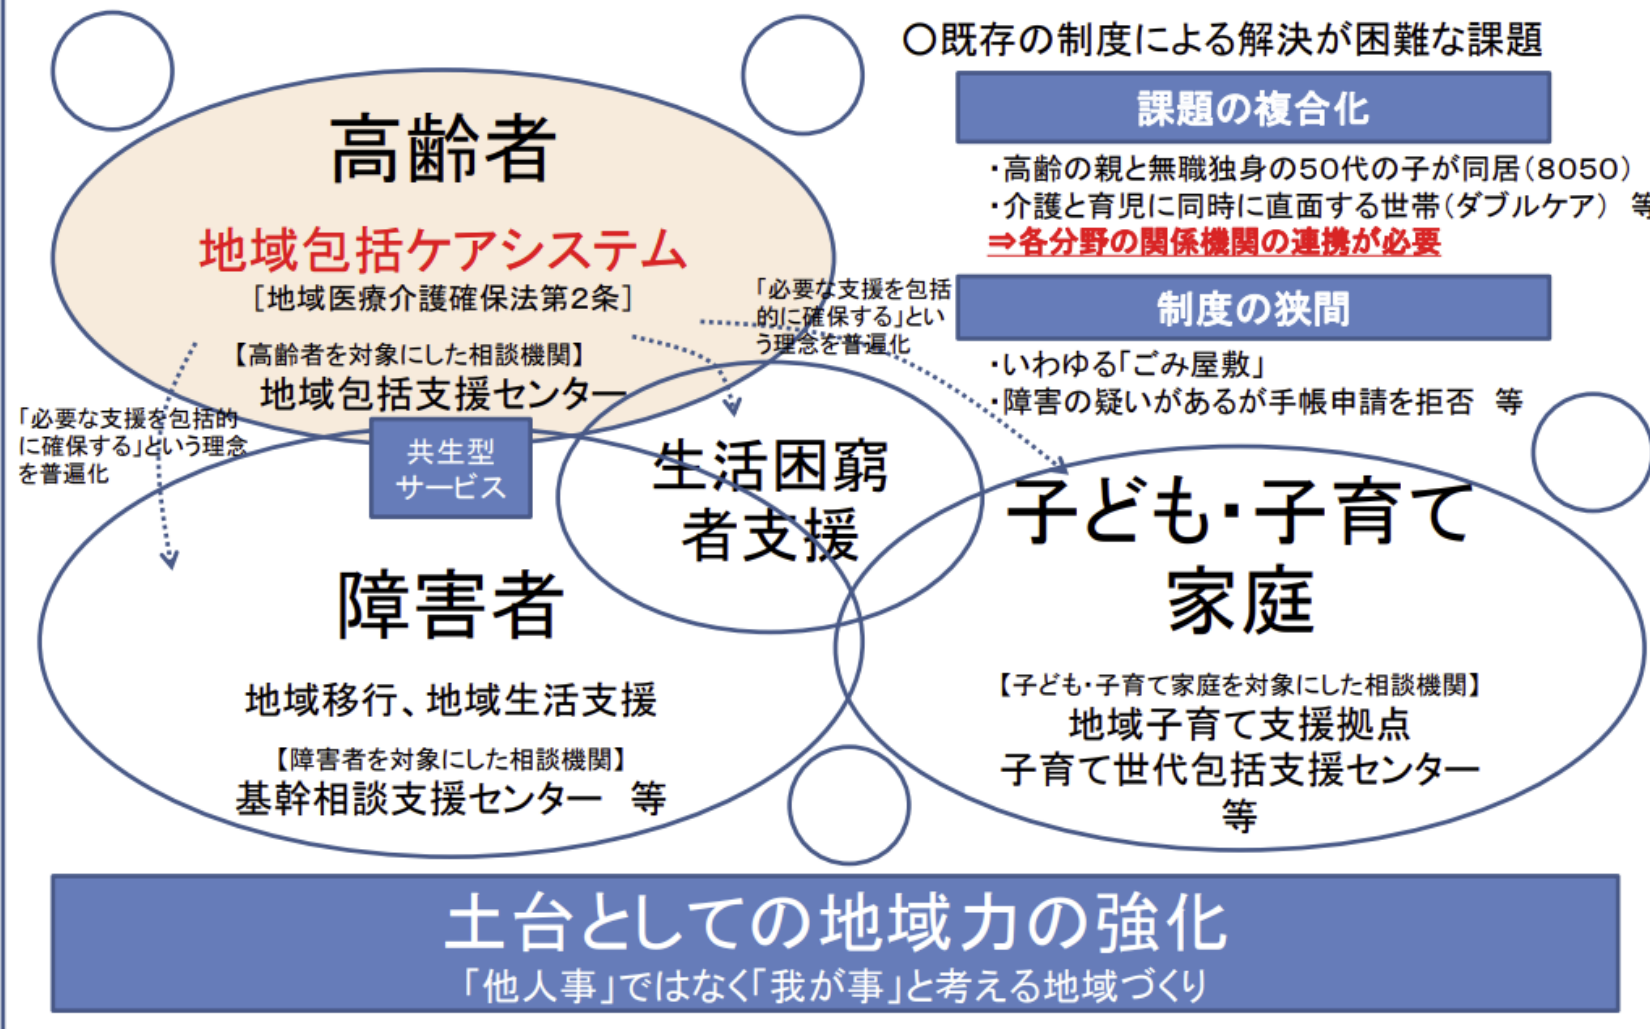 〇既存の制度による解決が困難な課題
課題の複合化
・高齢の親と無職独身の50代の子が同居(8050)
・介護と育児に同時に直面する世帯(ダブルケア) 等
⇒各分野の関係機関の連携が必要
制度の狭間
・いわゆる「ごみ屋敷」
・障害の疑いがあるが手帳申請を拒否 等
高齢者
地域包括ケアシステム
[地域医療介護確保法第2条]
【高齢者を対象にした相談機関】
地域包括支援センター
「必要な支援を包括
的に確保する」とい
う理念を普遍化
「必要な支援を包括的
に確保する」という理念
を普遍化
共生型
サービス
生活困窮
者支援
障害者
地域移行、地域生活支援
【障害者を対象にした相談機関】
基幹相談支援センター 等
子ども・子育て
家庭
【子ども・子育て家庭を対象にした相談機関】
地域子育て支援拠点
子育て世代包括支援センター
等
土台としての地域力の強化
「他人事」ではなく「我が事」と考える地域づくり